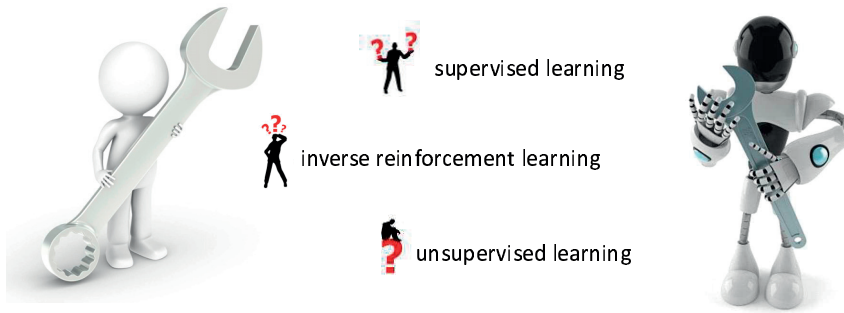 supervised learning
inverse reinforcement learning
unsupervised learning